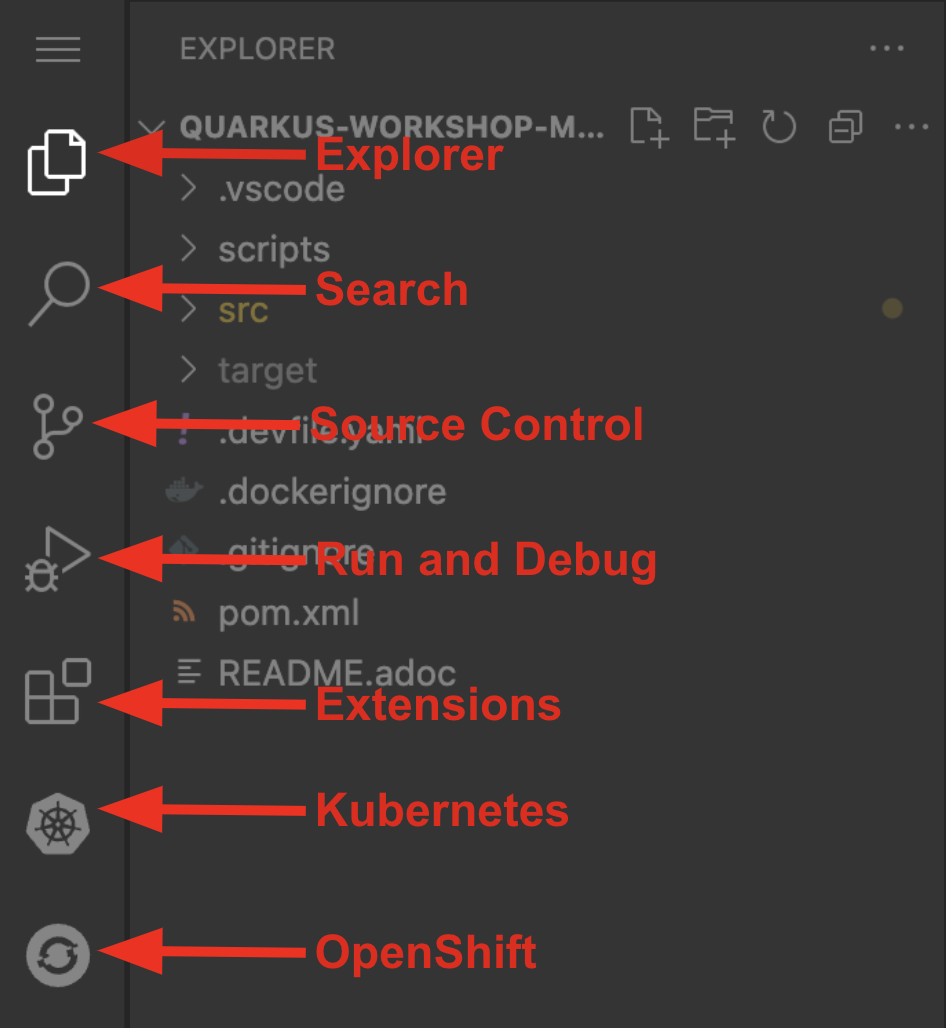 EXPLORER
QUARKUS-WORKSHOP-M...
Explorer
.vscode
scripts
Search
src
target
Source Control
.devfile.yaml
.dockerignore
.gitignore
Run and Debug
pom.xml
README.adoc
Extensions
Kubernetes
OpenShift